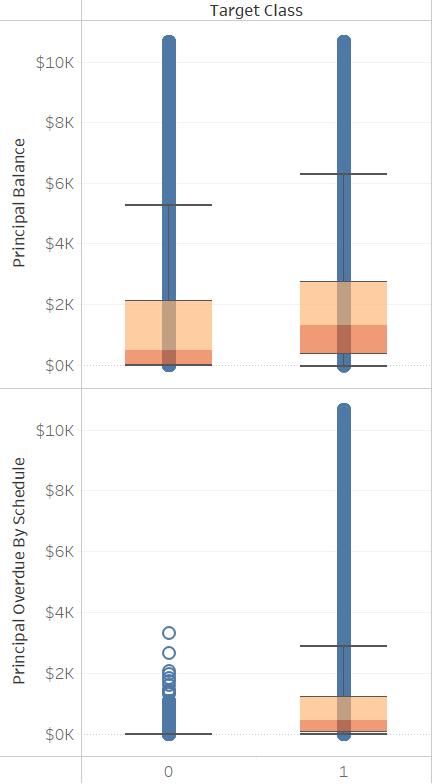 Target Class
Principal Balance
$10K
$8K
$6K
$4K
$2K
$0K
Principal Overdue By Schedule
$10K
$8K
$6K
$4K
$2K
$0K
0
1